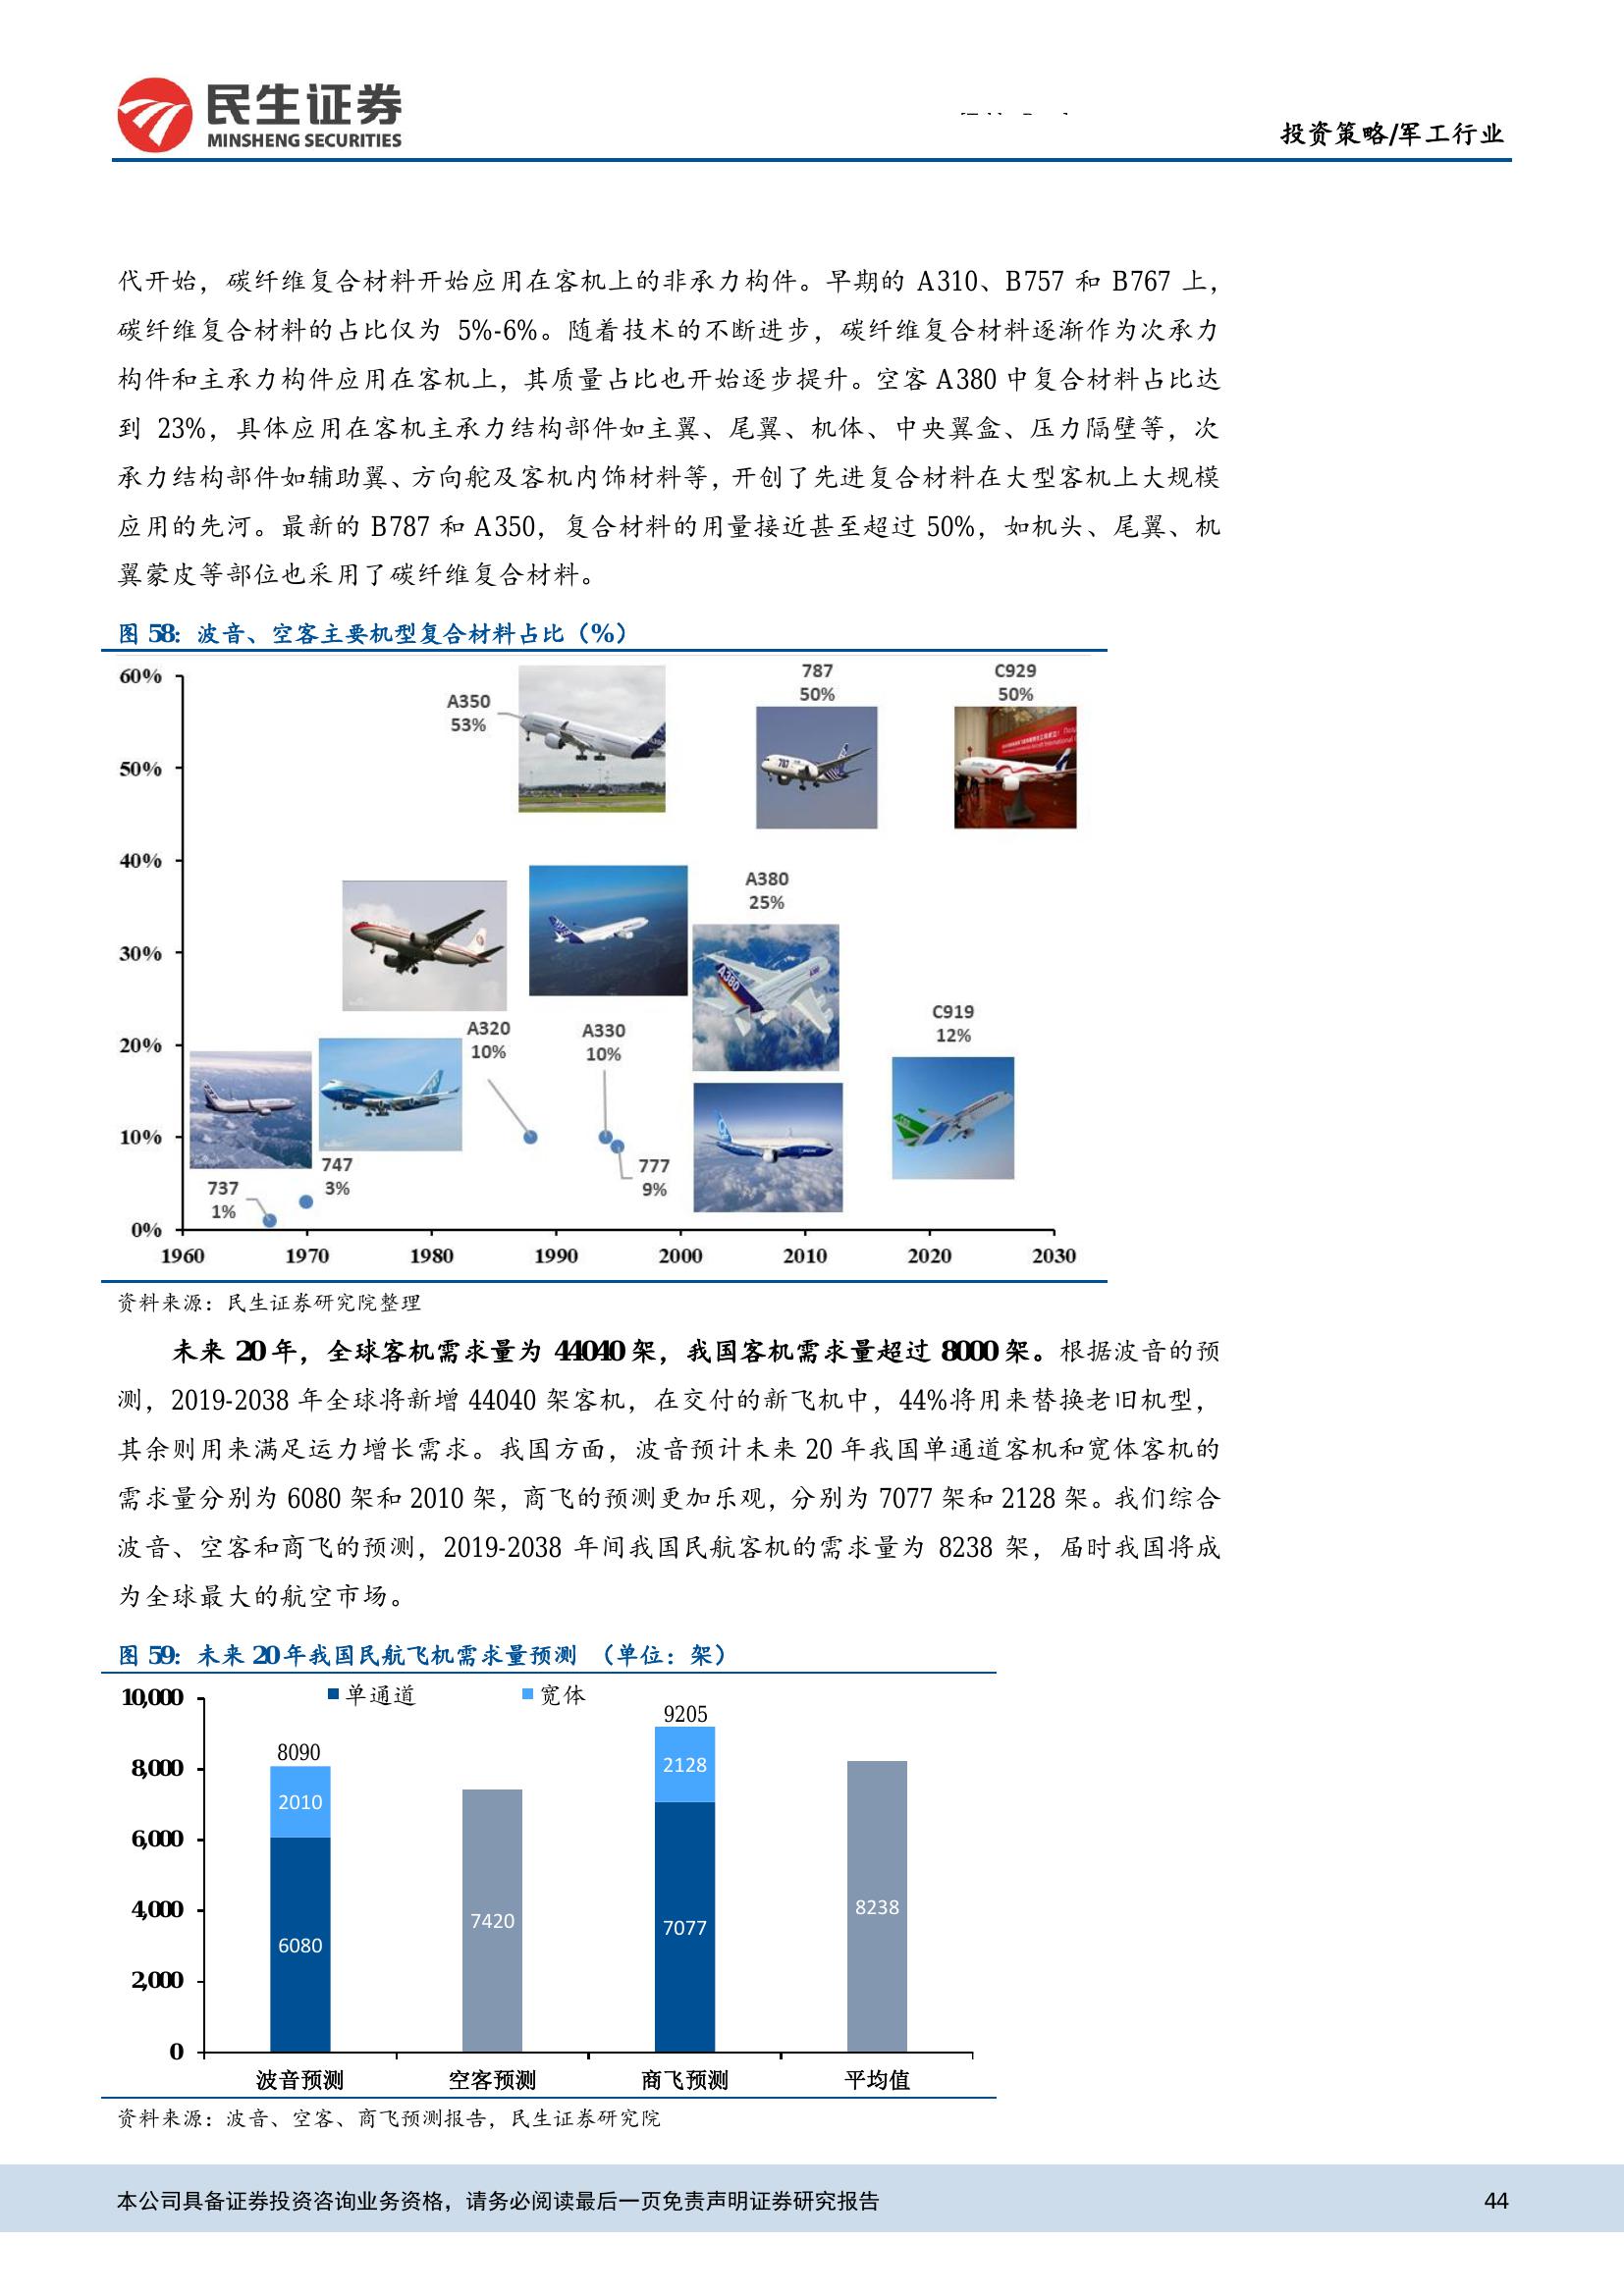 民生证券
MINSHENG SECURITIES
投资策略/军工行业
代开始，碳纤维复合材料开始应用在客机上的非承力构件。早期的 A310、B757 和 B767 上，
碳纤维复合材料的占比仅为 5%-6%。随着技术的不断进步，碳纤维复合材料逐渐作为次承力
构件和主承力构件应用在客机上，其质量占比也开始逐步提升。空客 A380 中复合材料占比达
到 23%，具体应用在客机主承力结构部件如主翼、尾翼、机体、中央翼盒、压力隔壁等，次
承力结构部件如辅助翼、方向舵及客机内饰材料等，开创了先进复合材料在大型客机上大规模
应用的先河。最新的 B787 和 A350，复合材料的用量接近甚至超过 50%，如机头、尾翼、机
翼蒙皮等部位也采用了碳纤维复合材料。
图 58：波音、空客主要机型复合材料占比（%）
60%
50%
40%
30%
20%
10%
0%
A350
53%
787
50%
C929
50%
A380
25%
A320
10%
A330
10%
C919
12%
747
3%
737
1%
777
9%
1960 1970 1980 1990 2000 2010 2020 2030
资料来源：民生证券研究院整理
未来 20 年，全球客机需求量为 44040 架，我国客机需求量超过 8000 架。根据波音的预
测，2019-2038 年全球将新增 44040 架客机，在交付的新飞机中，44%将用来替换老旧机型，
其余则用来满足运力增长需求。我国方面，波音预计未来 20 年我国单通道客机和宽体客机的
需求量分别为 6080 架和 2010 架，商飞的预测更加乐观，分别为 7077 架和 2128 架。我们综合
波音、空客和商飞的预测，2019-2038 年间我国民航客机的需求量为 8238 架，届时我国将成
为全球最大的航空市场。
图 59：未来 20 年我国民航飞机需求量预测 （单位：架）
单通道 宽体
10,000
8,000
6,000
4,000
2,000
0
8090
2010
6080
7420
9205
2128
7077
8238
波音预测 空客预测 商飞预测 平均值
资料来源：波音、空客、商飞预测报告，民生证券研究院
本公司具备证券投资咨询业务资格，请务必阅读最后一页免责声明证券研究报告 44